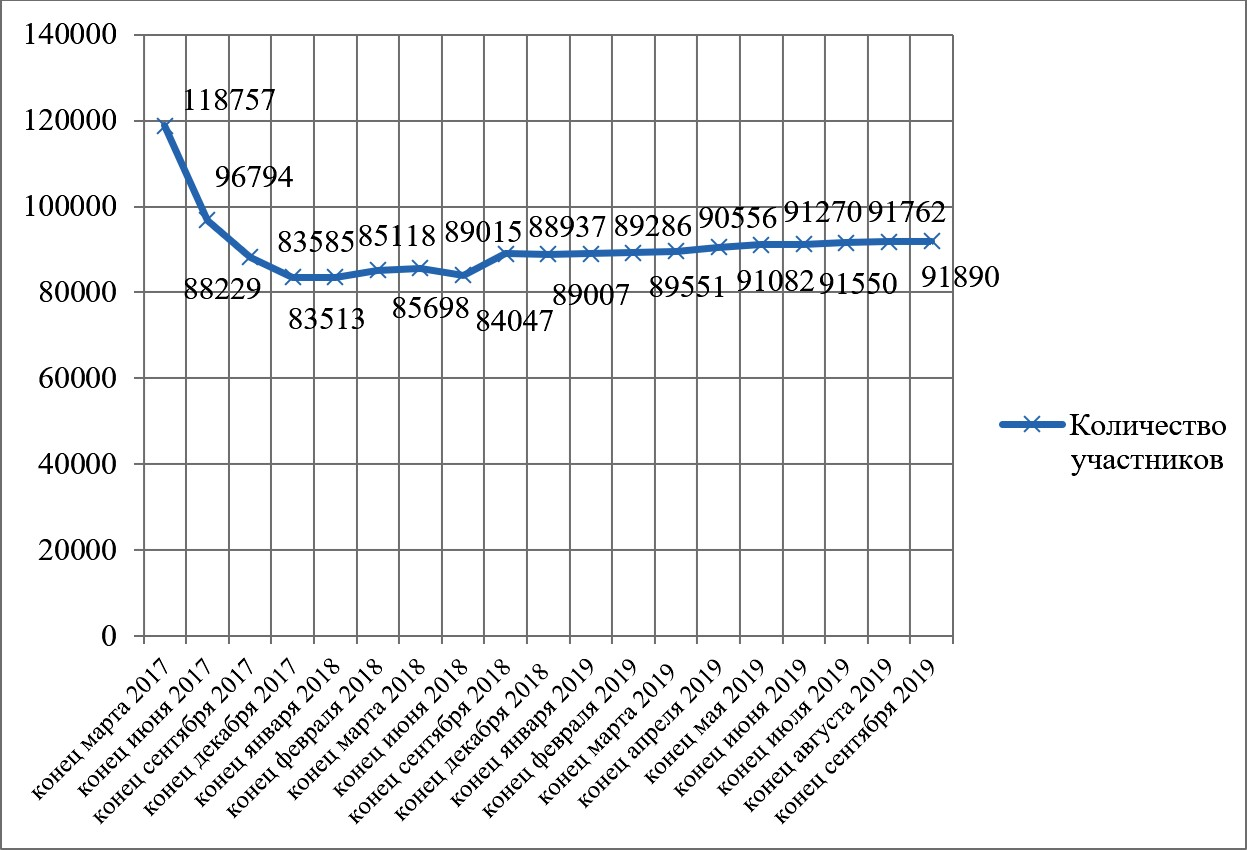 140000
120000
100000
80000
60000
40000
20000
0
118757
96794
88229
83585
83513
85118
85698
84047
89015
88937
89007
89286
89551
90556
91082
91270
91550
91762
91890
конец марта 2017
конец июня 2017
конец сентября 2017
конец декабря 2017
конец января 2018
конец февраля 2018
конец марта 2018
конец июня 2018
конец сентября 2018
конец декабря 2018
конец января 2019
конец февраля 2019
конец марта 2019
конец апреля 2019
конец мая 2019
конец июня 2019
конец июля 2019
конец августа 2019
конец сентября 2019
Количество
участников